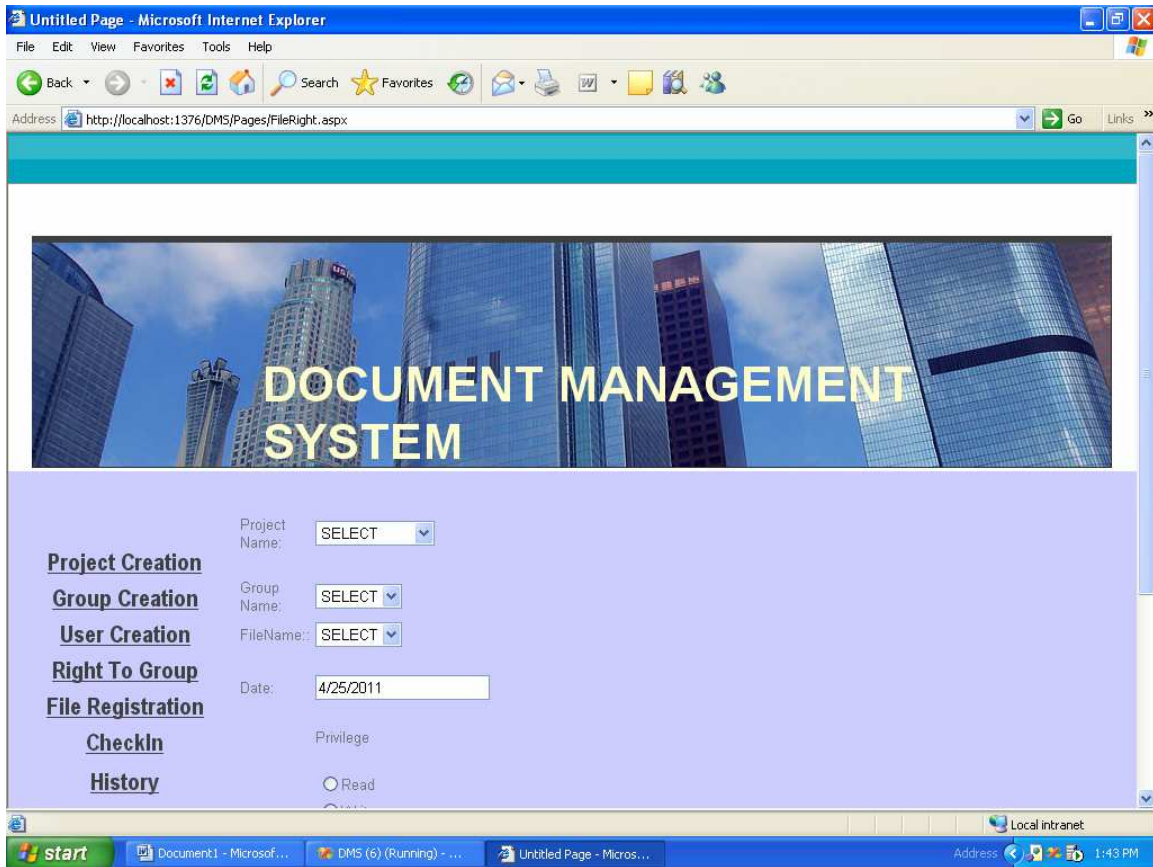 Untitled Page - Microsoft Internet Explorer
File Edit View Favorites Tools Help
Back Search Favorites
Address http://localhost:1376/DMS/Pages/FileRight.aspx Go Links »
DOCUMENT MANAGEMENT
SYSTEM
Project Creation
Group Creation
User Creation
Right To Group
File Registration
CheckIn
History
Project
Name:
SELECT
Group
Name:
SELECT
FileName:: SELECT
Date: 4/25/2011
Privilege
Read
Local intranet
start Document1 - Microsof... DMS (6) (Running) - ... Untitled Page - Micros... Address 1:43 PM